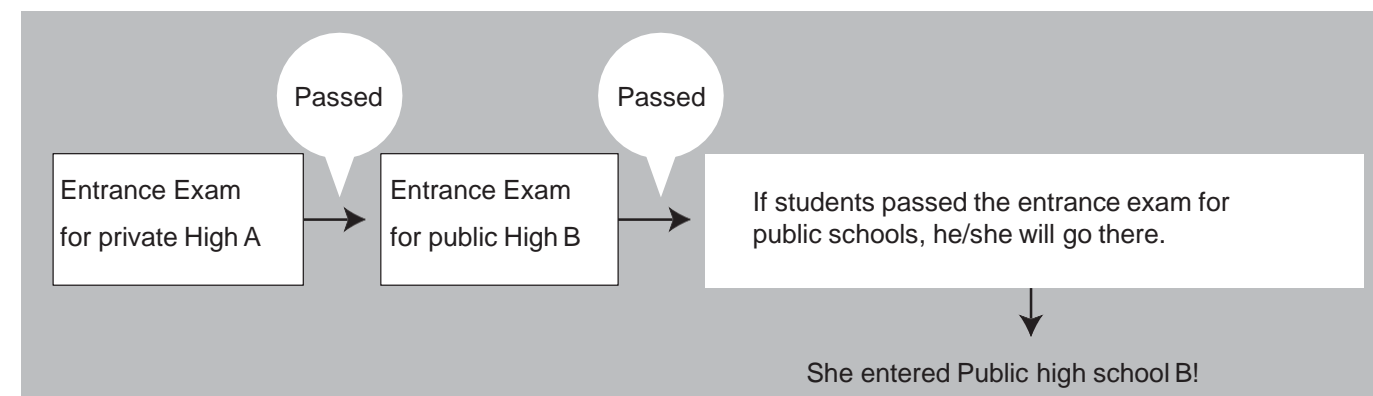 Passed
Passed
Entrance Exam
for private High A
Entrance Exam
for public High B
If students passed the entrance exam for
public schools, he/she will go there.
She entered Public high school B!